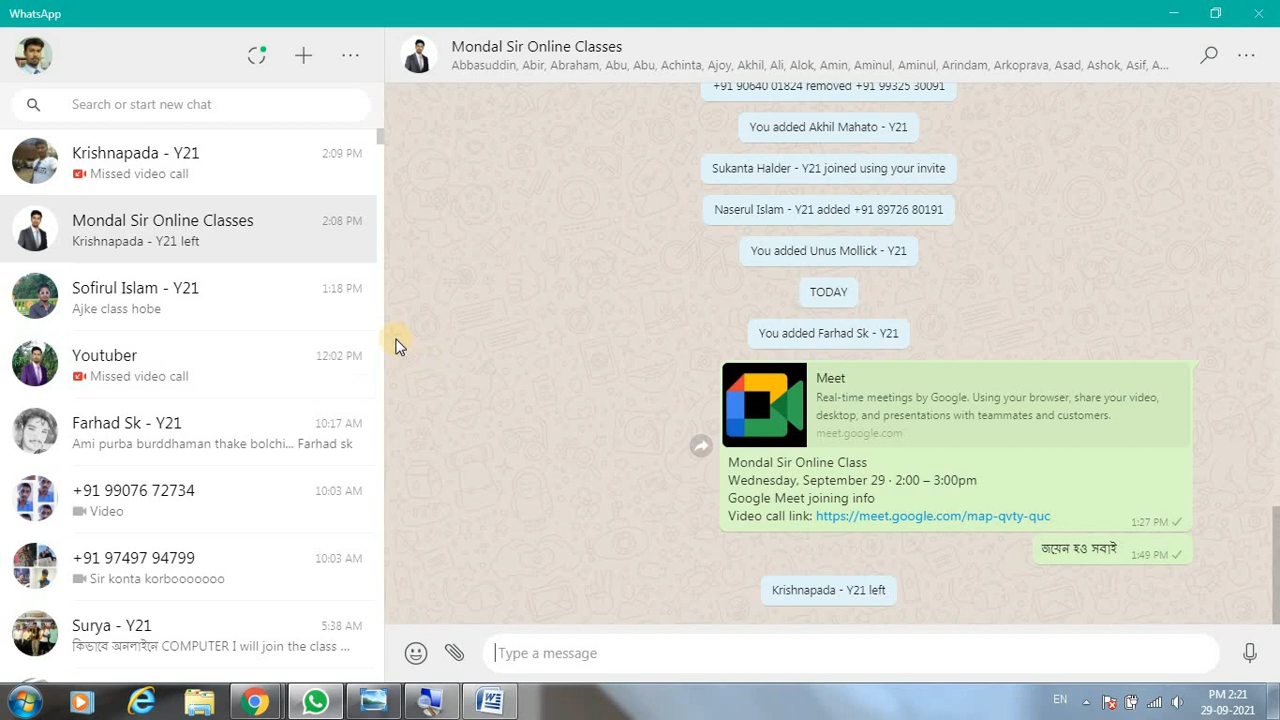 WhatsApp
Search or start new chat
Krishnapada - Y21
2:09 PM
Missed video call
Mondal Sir Online Classes
2:08 PM
Krishnapada - Y21 left
Sofirul Islam - Y21
1:18 PM
Ajke class hobe
Youtuber
12:02 PM
Missed video call
Farhad Sk - Y21
10:17 AM
Ami purba burddhaman thake bolchi... Farhad sk
+91 99076 72734
10:03 AM
Video
+91 97497 94799
10:03 AM
Sir konta korbooooooo
Surya - Y21
5:38 AM
কিভাবে অনলাইনে COMPUTER I will join the class ...
Mondal Sir Online Classes
Abbasuddin, Abir, Abraham, Abu, Abu, Achinta, Ajoy, Akhil, Ali, Alok, Amin, Aminul, Aminul, Arindam, Arkoprava, Asad, Ashok, Asif, A...
+91 90640 01824 removed +91 99325 30091
You added Akhil Mahato - Y21
Sukanta Halder - Y21 joined using your invite
Naserul Islam - Y21 added +91 89726 80191
You added Unus Mollick - Y21
TODAY
You added Farhad Sk - Y21
Meet
Real-time meetings by Google. Using your browser, share your video,
desktop, and presentations with teammates and customers.
meet.google.com
Mondal Sir Online Class
Wednesday, September 29 · 2:00 – 3:00pm
Google Meet joining info
Video call link: https://meet.google.com/map-qvty-quc
1:27 PM
জয়েন হও সবাই
1:49 PM
Krishnapada - Y21 left
Type a message
EN
PM 2:21
29-09-2021